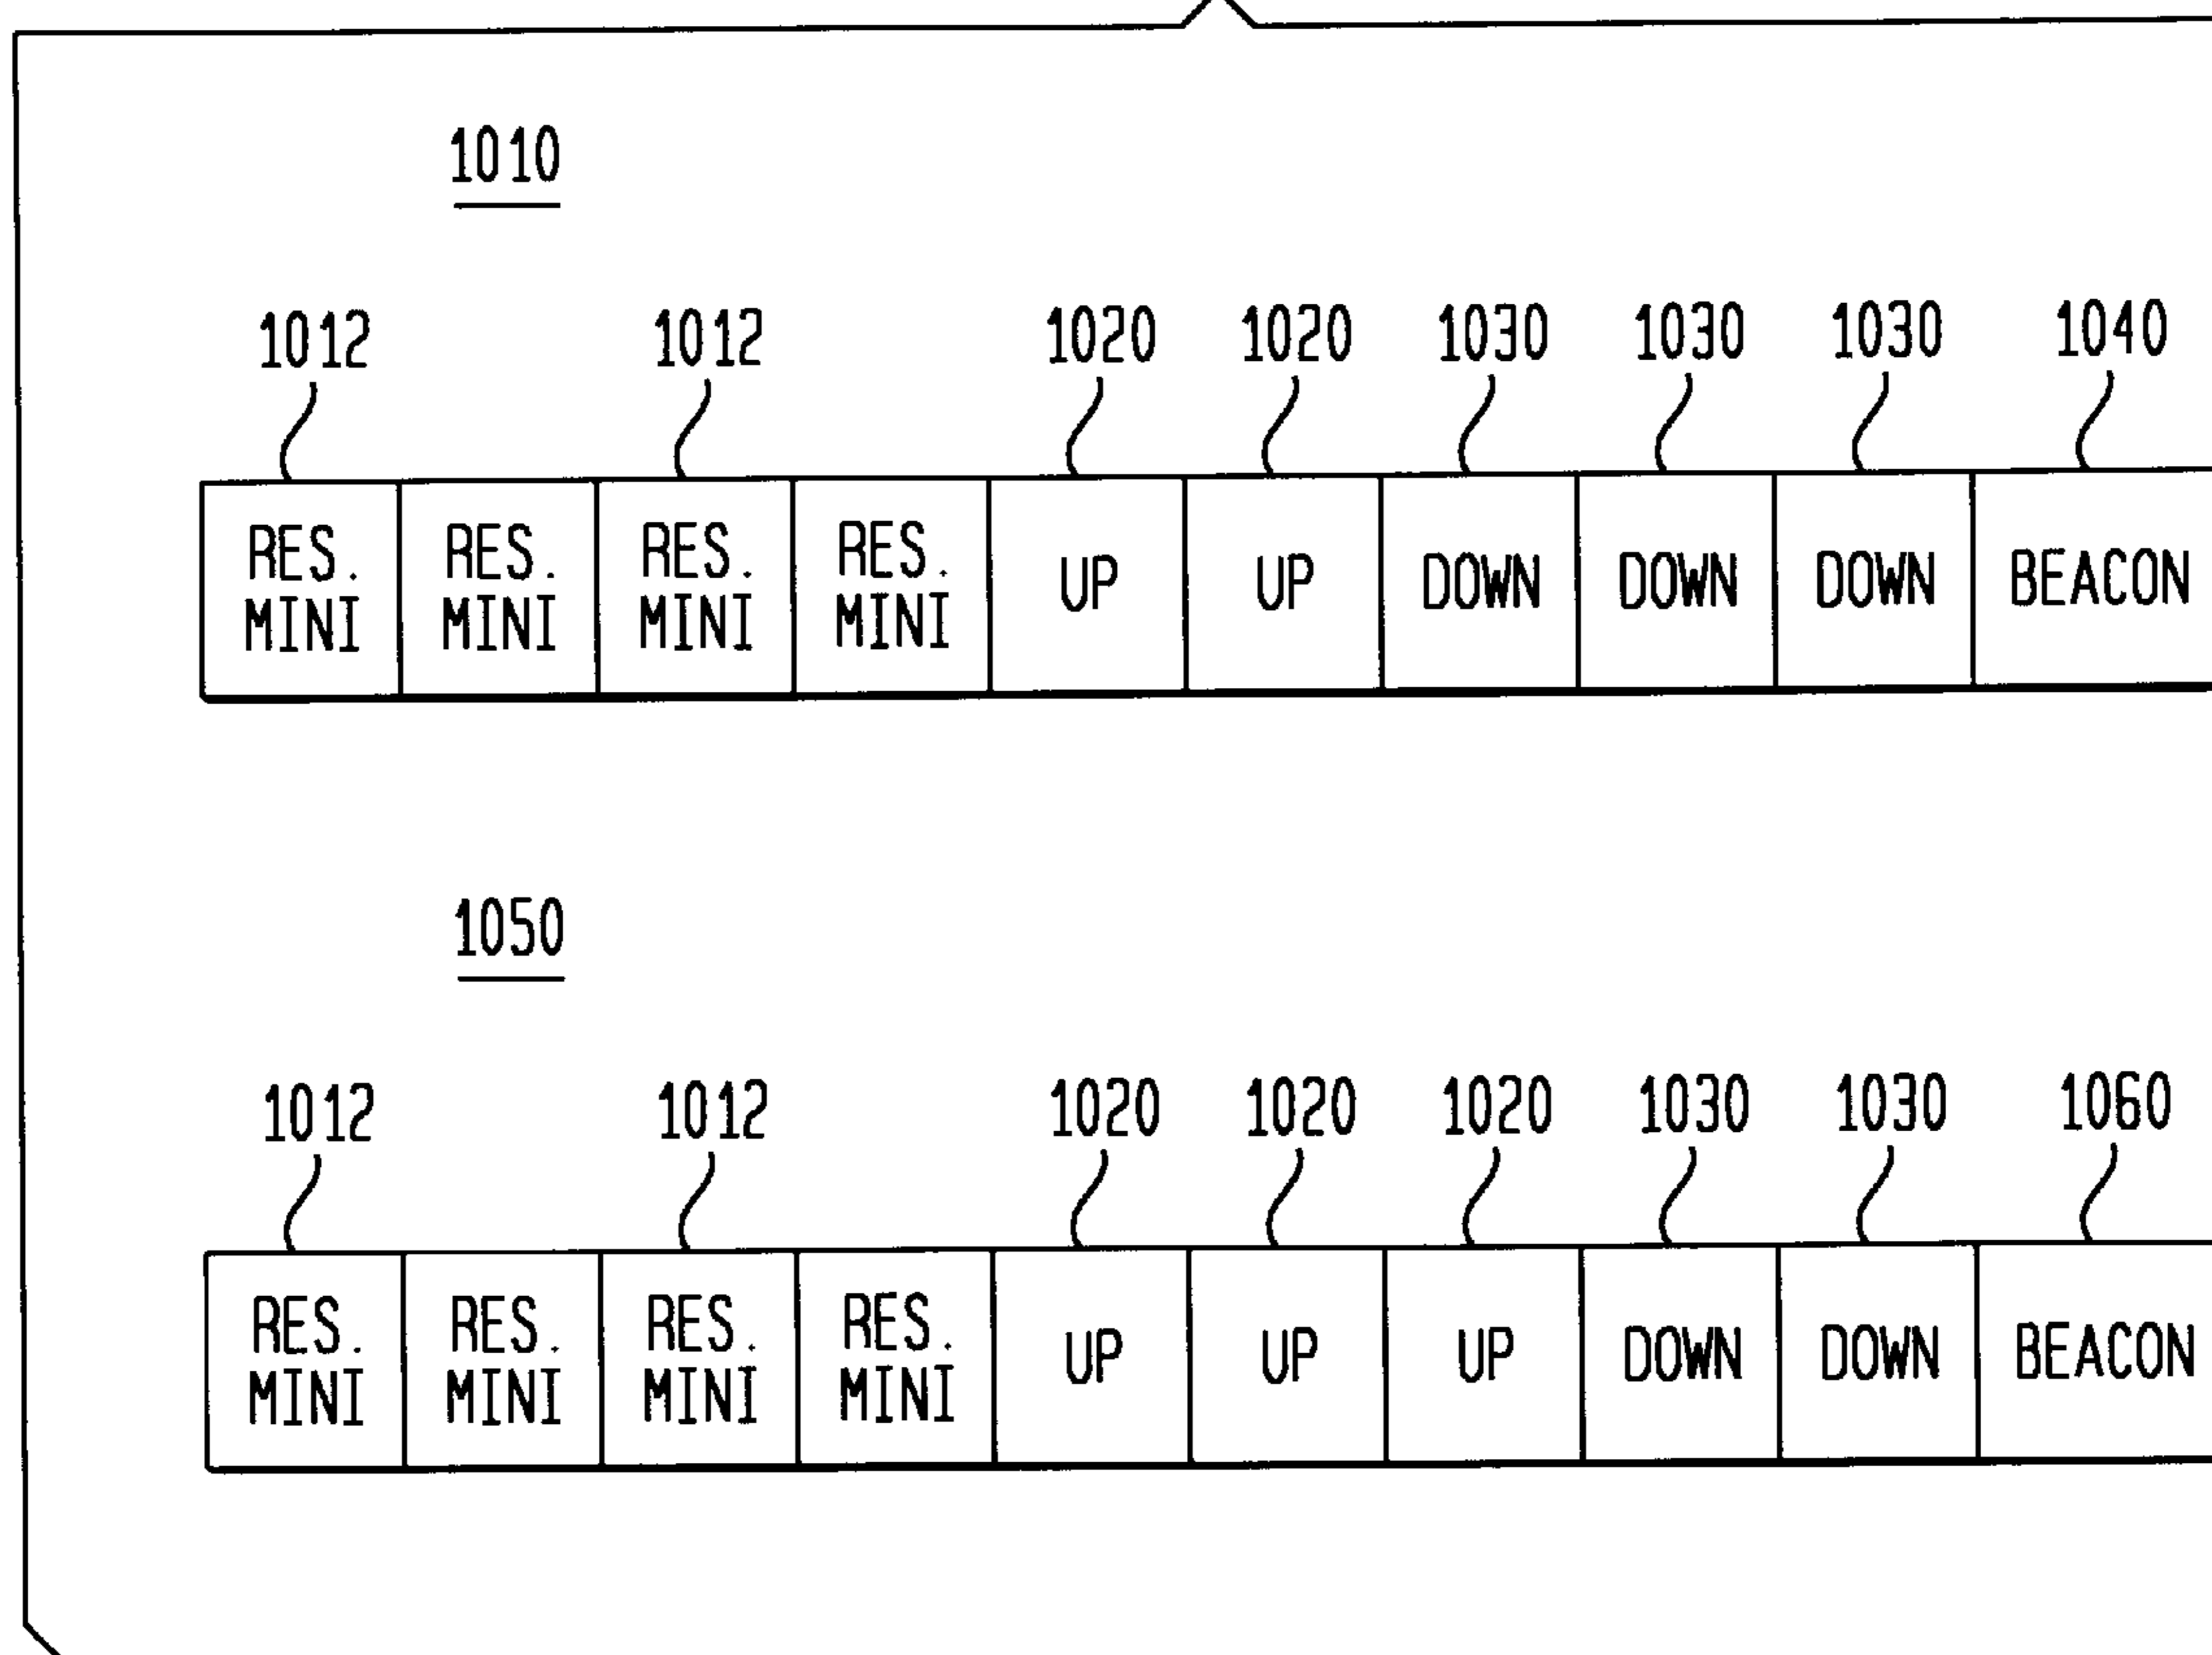 1010
1012 1012 1020 1020 1030 1030 1030 1040
RES. RES. RES. RES. UP UP DOWN DOWN DOWN BEACON
MINI MINI MINI MINI
1050
1012 1012 1020 1020 1020 1030 1030 1060
RES. RES. RES. RES. UP UP UP DOWN DOWN BEACON
MINI MINI MINI MINI